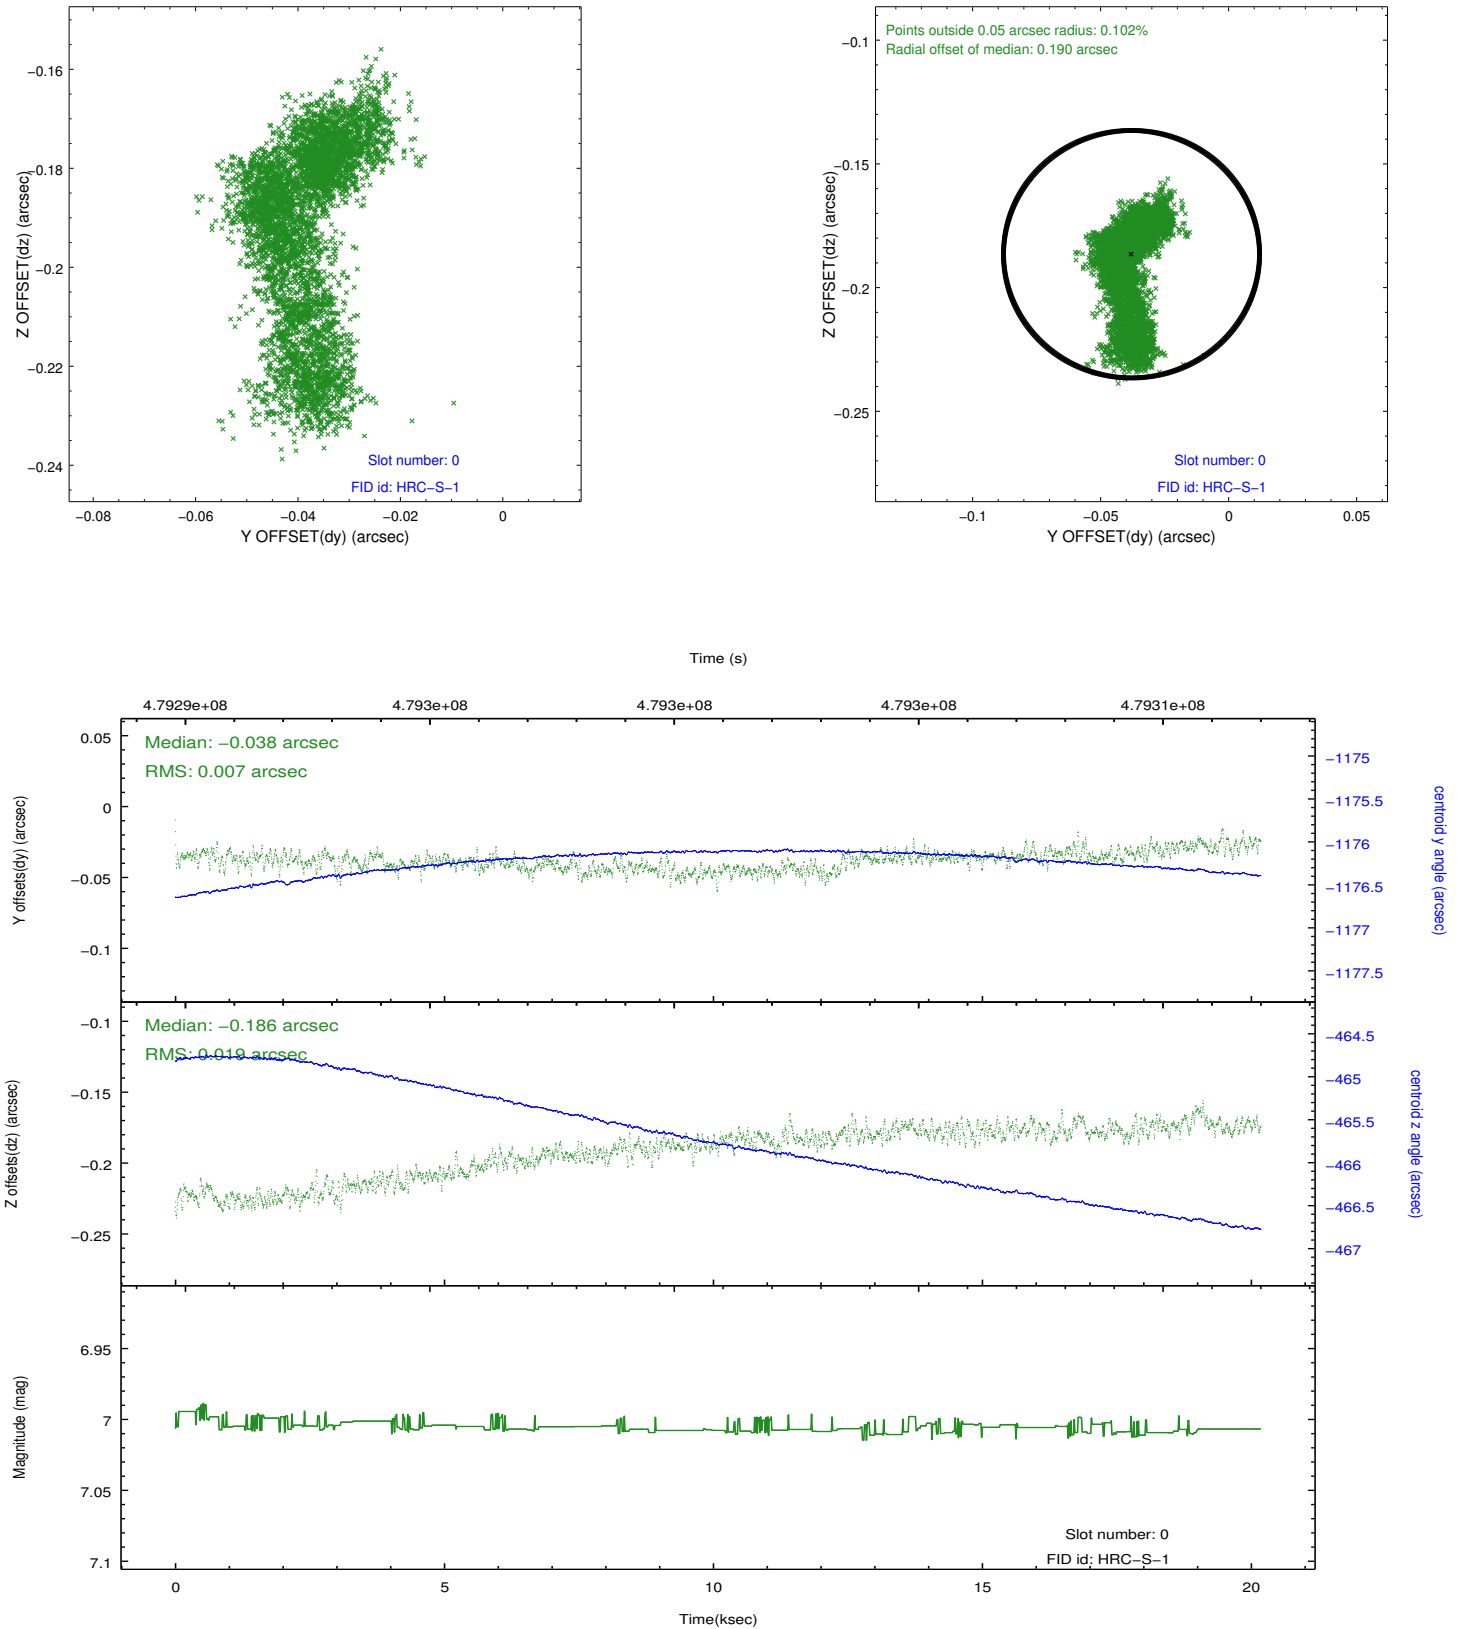 −0.16
−0.18
−0.2
−0.22
−0.24
Z OFFSET(dz) (arcsec)
Slot number: 0
FID id: HRC−S−1
−0.08 −0.06 −0.04 −0.02 0
Y OFFSET(dy) (arcsec)
Points outside 0.05 arcsec radius: 0.102%
Radial offset of median: 0.190 arcsec
−0.1
−0.15
−0.2
−0.25
Z OFFSET(dz) (arcsec)
Slot number: 0
FID id: HRC−S−1
−0.1 −0.05 0 0.05
Y OFFSET(dy) (arcsec)
Time (s)
4.7929e+08 4.793e+08 4.793e+08 4.793e+08 4.7931e+08
Median: −0.038 arcsec
RMS: 0.007 arcsec
0.05
0
−0.05
−0.1
Y offsets(dy) (arcsec)
−1175
−1175.5
−1176
−1176.5
−1177
−1177.5
centroid y angle (arcsec)
Median: −0.186 arcsec
RMS: 0.019 arcsec
−0.1
−0.15
−0.2
−0.25
Z offsets(dz) (arcsec)
−464.5
−465
−465.5
−466
−466.5
−467
centroid z angle (arcsec)
6.95
7
7.05
7.1
Magnitude (mag)
Slot number: 0
FID id: HRC−S−1
0 5 10 15 20
Time(ksec)